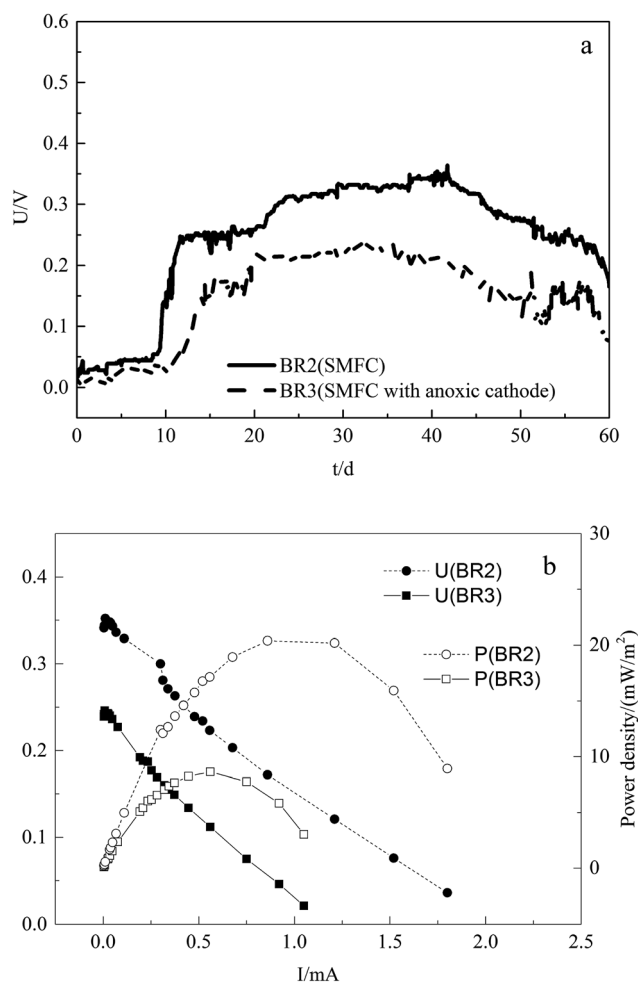 a
0.6
0.5
0.4
0.3
0.2
0.1
0.0
U/V
BR2(SMFC)
BR3(SMFC with anoxic cathode)
0 10 20 30 40 50 60
t/d
b
30
20
10
0
Power density/(mW/m²)
U(BR2)
U(BR3)
P(BR2)
P(BR3)
0.4
0.3
0.2
0.1
0.0
0.0 0.5 1.0 1.5 2.0 2.5
I/mA